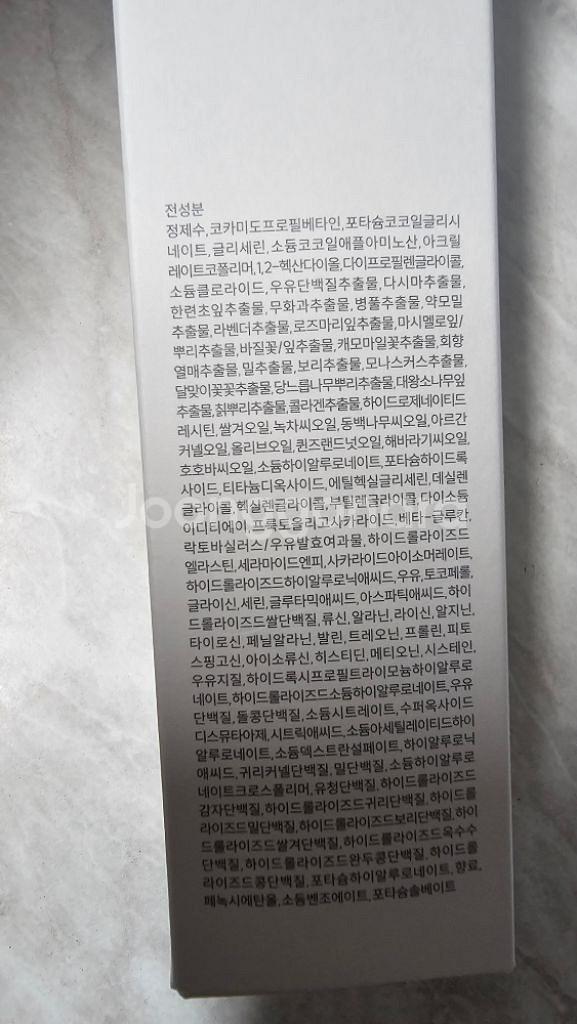 전성분
정제수, 코카미도프로필베타인, 포타슘코코일글리시
네이트, 글리세린, 소듐코코일애플아미노산, 아크릴
레이트코폴리머, 1,2-헥산다이올, 다이프로필렌글라이콜,
소듐클로라이드, 우유단백질추출물, 다시마추출물,
한련초잎추출물, 무화과추출물, 병풀추출물, 약모밀
추출물, 라벤더추출물, 로즈마리잎추출물, 마시멜로잎/
뿌리추출물, 바질꽃/잎추출물, 캐모마일꽃추출물, 회향
열매추출물, 밀추출물, 보리추출물, 모나스커스추출물,
달맞이꽃꽃추출물, 당느릅나무뿌리추출물, 대왕소나무잎
추출물, 칡뿌리추출물, 콜라겐추출물, 하이드로제네이티드
레시틴, 쌀겨오일, 녹차씨오일, 동백나무씨오일, 아르간
커넬오일, 올리브오일, 퀸즈랜드넛오일, 해바라기씨오일,
호호바씨오일, 소듐하이알루로네이트, 포타슘하이드록
사이드, 티타늄디옥사이드, 에틸헥실글리세린, 데실렌
글라이콜, 헥실렌글라이콜, 부틸렌글라이콜, 다이소듐
이디티에이, 프룩토올리고사카라이드, 베타-글루칸,
락토바실러스/우유발효여과물, 하이드롤라이즈드
엘라스틴, 세라마이드엔피, 사카라이드아이소머레이트,
하이드롤라이즈드하이알루로닉애씨드, 우유, 토코페롤,
글라이신, 세린, 글루타믹애씨드, 아스파틱애씨드, 하이
드롤라이즈드쌀단백질, 류신, 알라닌, 라이신, 알지닌,
타이로신, 페닐알라닌, 발린, 트레오닌, 프롤린, 피토
스핑고신, 아이소류신, 히스티딘, 메티오닌, 시스테인,
우유지질, 하이드록시프로필트라이모늄하이알루로
네이트, 하이드롤라이즈드소듐하이알루로네이트, 우유
단백질, 돌콩단백질, 소듐시트레이트, 수퍼옥사이드
디스뮤타아제, 시트릭애씨드, 소듐아세틸레이티드하이
알루로네이트, 소듐덱스트란설페이트, 하이알루로닉
애씨드, 귀리커넬단백질, 밀단백질, 소듐하이알루로
네이트크로스폴리머, 유청단백질, 하이드롤라이즈드
감자단백질, 하이드롤라이즈드귀리단백질, 하이드롤
라이즈드밀단백질, 하이드롤라이즈드보리단백질, 하이
드롤라이즈드쌀겨단백질, 하이드롤라이즈드옥수수
단백질, 하이드롤라이즈드완두콩단백질, 하이드롤
라이즈드콩단백질, 포타슘하이알루로네이트, 향료,
페녹시에탄올, 소듐벤조에이트, 포타슘솔베이트